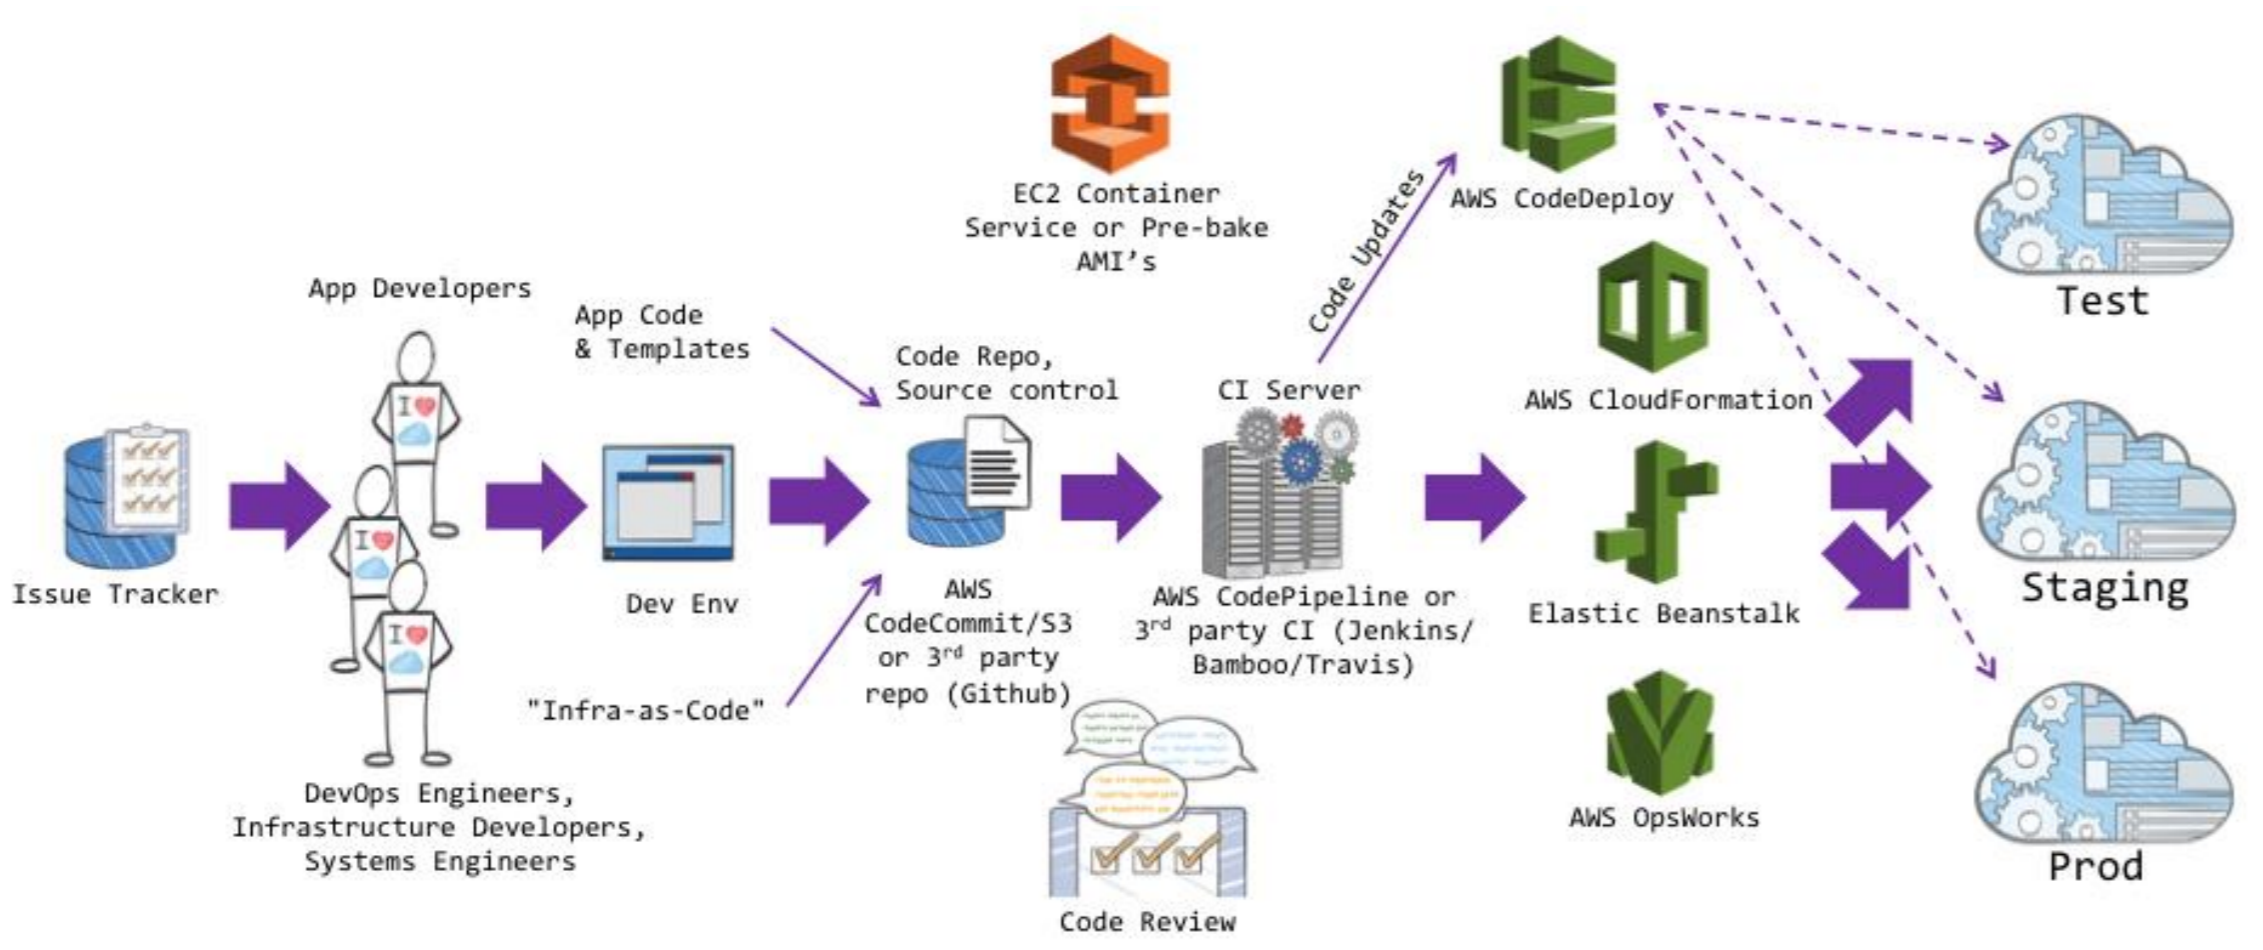 EC2 Container
Service or Pre-bake
AMI’s
AWS CodeDeploy
Code Updates
Test
App Developers
App Code
& Templates
Code Repo,
Source control
CI Server
AWS CloudFormation
I
I
I
Issue Tracker
Dev Env
AWS
CodeCommit/S3
or 3rd party
repo (Github)
AWS CodePipeline or
3rd party CI (Jenkins/
Bamboo/Travis)
Elastic Beanstalk
Staging
"Infra-as-Code"
DevOps Engineers,
Infrastructure Developers,
Systems Engineers
Code Review
AWS OpsWorks
Prod